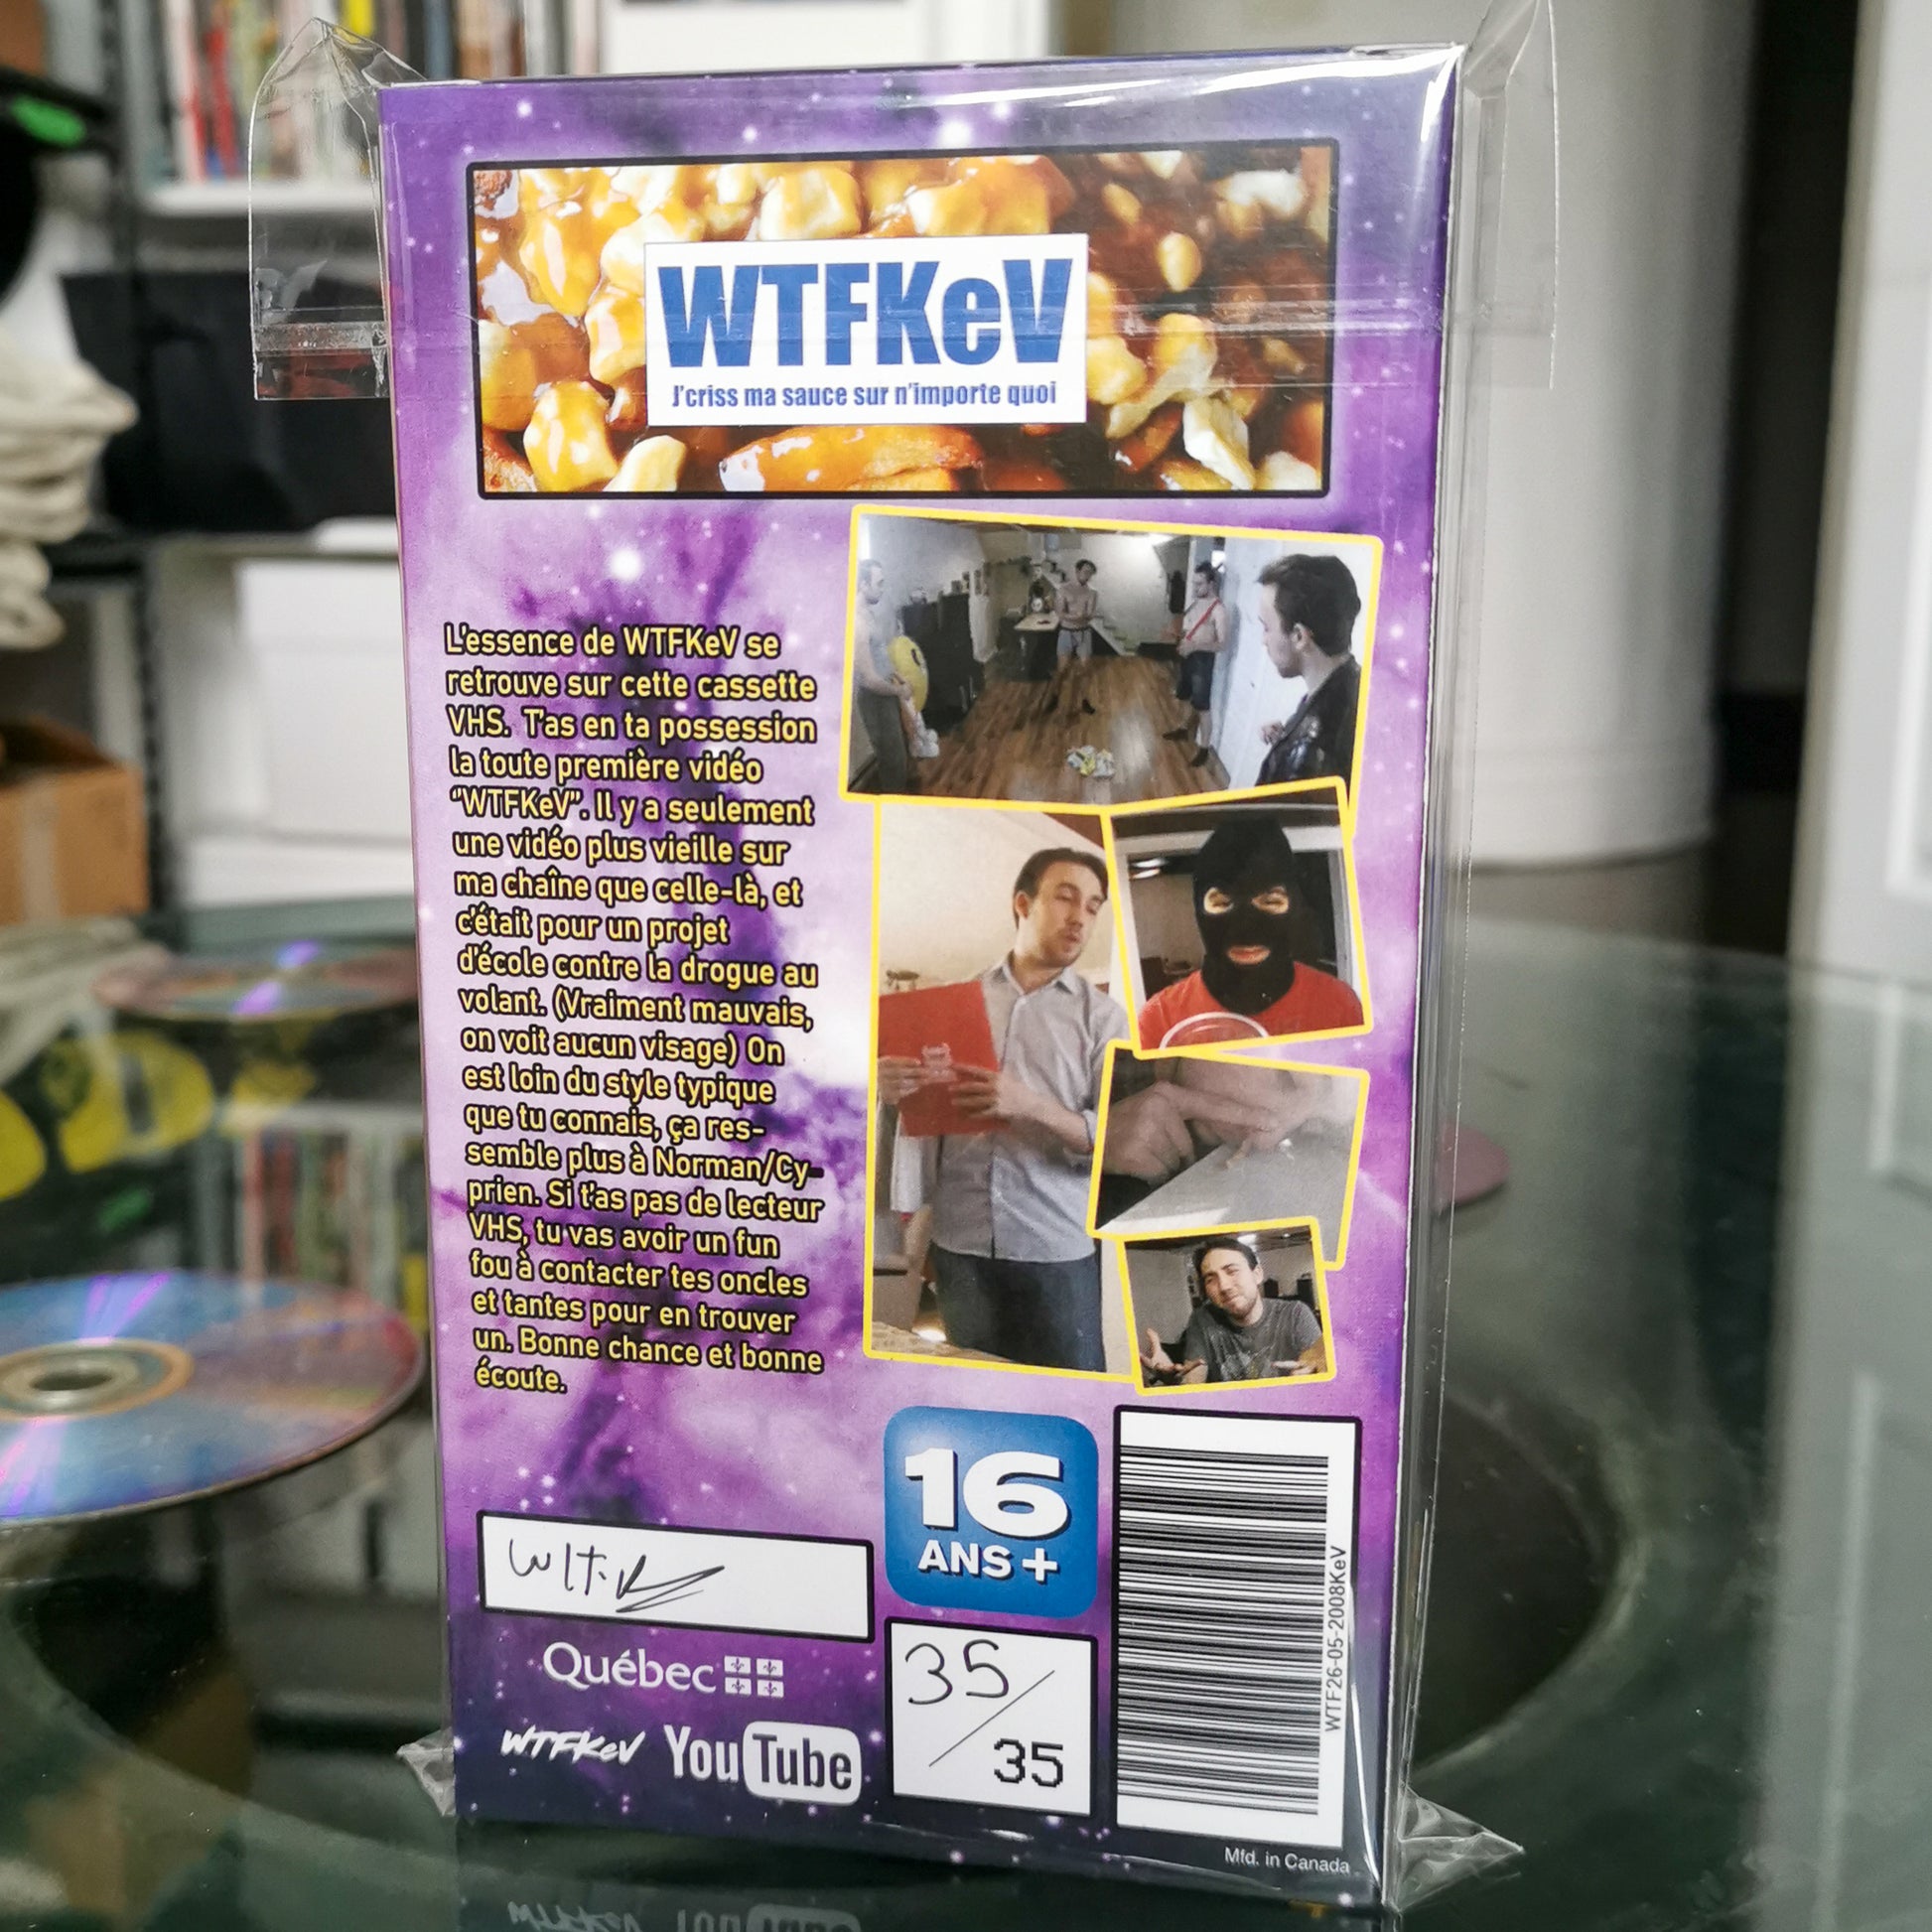 WTFKeV
J'criss ma sauce sur n'importe quoi
L'essence de WTFKeV se
retrouve sur cette cassette
VHS. T'as en ta possession
la toute première vidéo
"WTFKeV". Il y a seulement
une vidéo plus vieille sur
ma chaîne que celle-là, et
c'était pour un projet
d'école contre la drogue au
volant. (Vraiment mauvais,
on voit aucun visage) On
est loin du style typique
que tu connais, ça res-
semble plus à Norman/Cy-
prien. Si t'as pas de lecteur
VHS, tu vas avoir un fun
fou à contacter tes oncles
et tantes pour en trouver
un. Bonne chance et bonne
écoute.
16
ANS +
Québec
WTFKeV YouTube
35/35
WTF26-05-2008KeV
Mfd. in Canada